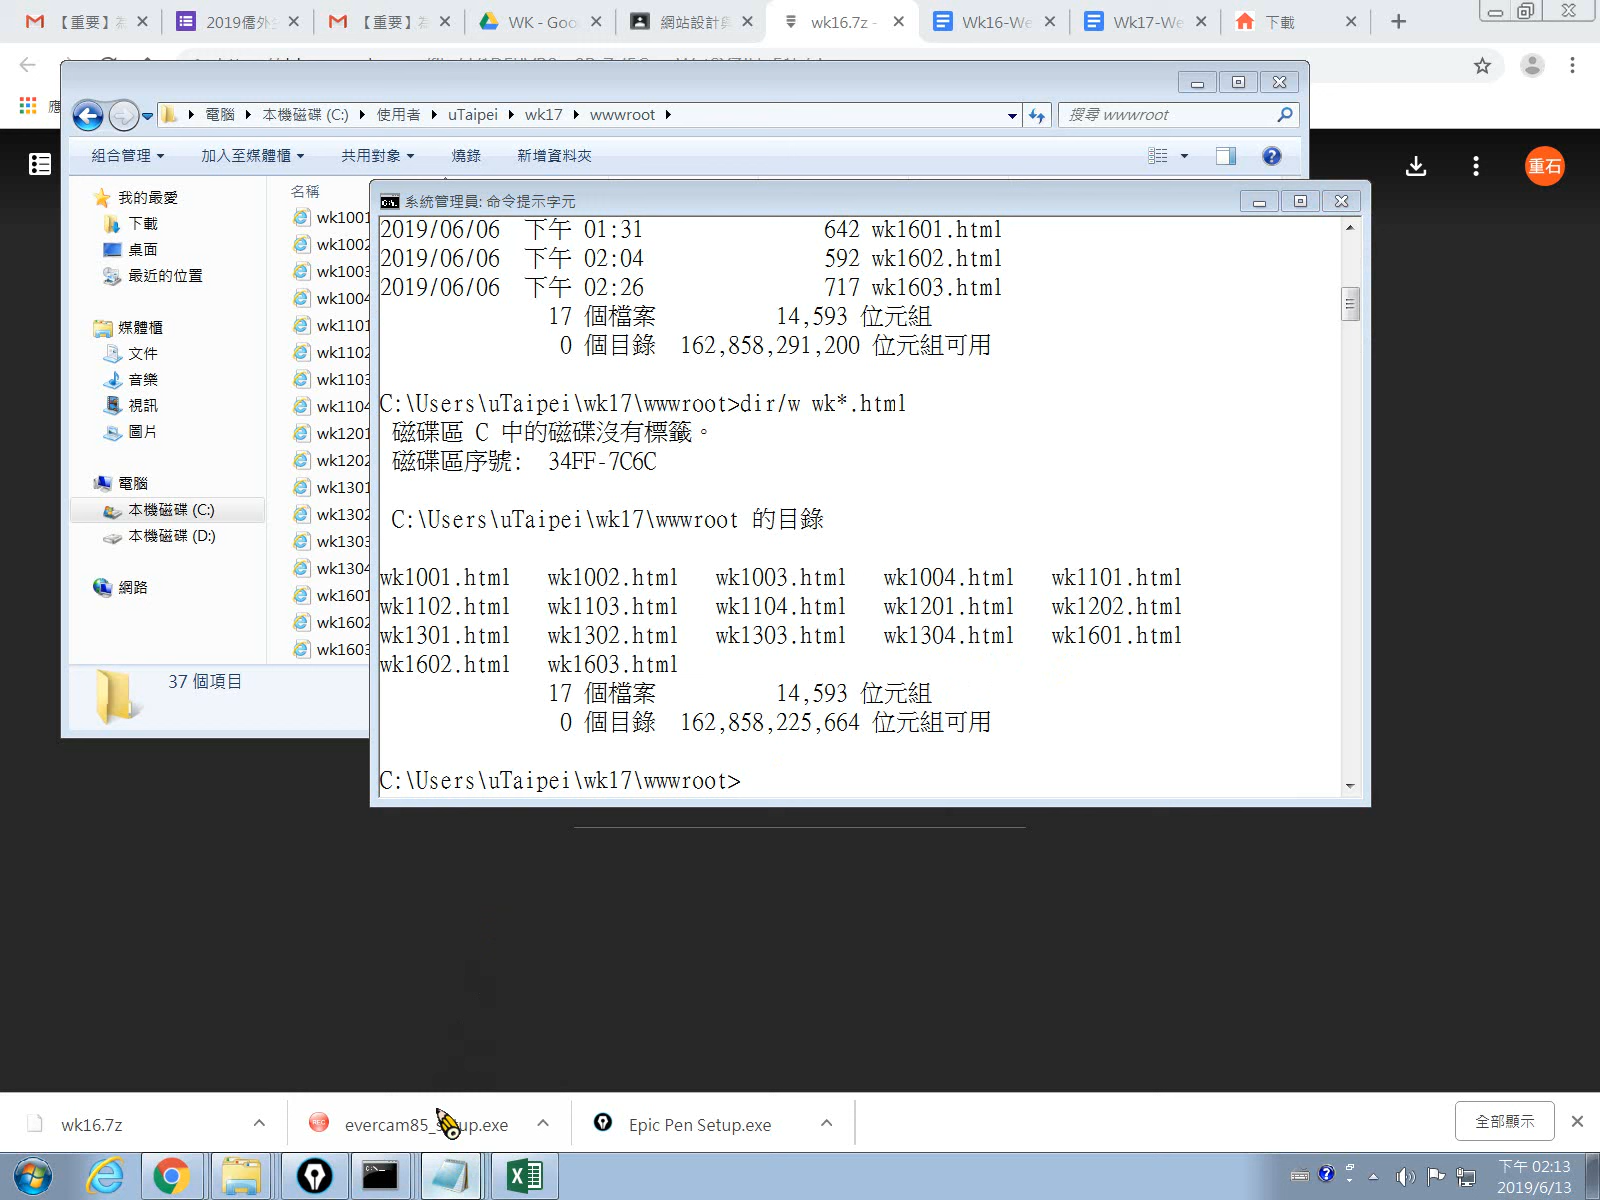 【重要】為
2019僑外生
【重要】為
WK - Goo
網站設計與
wk16.7z -
Wk16-We
Wk17-We
下載
電腦 本機磁碟 (C:) 使用者 uTaipei wk17 wwwroot
搜尋 wwwroot
組合管理 加入至媒體櫃 共用對象 燒錄 新增資料夾
重石
我的最愛
下載
桌面
最近的位置
媒體櫃
文件
音樂
視訊
圖片
電腦
本機磁碟 (C:)
本機磁碟 (D:)
網路
名稱
wk1001
wk1002
wk1003
wk1004
wk1101
wk1102
wk1103
wk1104
wk1201
wk1202
wk1301
wk1302
wk1303
wk1304
wk1601
wk1602
wk1603
37 個項目
系統管理員: 命令提示字元
2019/06/06 下午 01:31 642 wk1601.html
2019/06/06 下午 02:04 592 wk1602.html
2019/06/06 下午 02:26 717 wk1603.html
17 個檔案 14,593 位元組
0 個目錄 162,858,291,200 位元組可用
C:\Users\uTaipei\wk17\wwwroot>dir/w wk*.html
磁碟區 C 中的磁碟沒有標籤。
磁碟區序號: 34FF-7C6C
C:\Users\uTaipei\wk17\wwwroot 的目錄
wk1001.html wk1002.html wk1003.html wk1004.html wk1101.html
wk1102.html wk1103.html wk1104.html wk1201.html wk1202.html
wk1301.html wk1302.html wk1303.html wk1304.html wk1601.html
wk1602.html wk1603.html
17 個檔案 14,593 位元組
0 個目錄 162,858,225,664 位元組可用
C:\Users\uTaipei\wk17\wwwroot>
wk16.7z
evercam85_setup.exe
Epic Pen Setup.exe
全部顯示
下午 02:13
2019/6/13